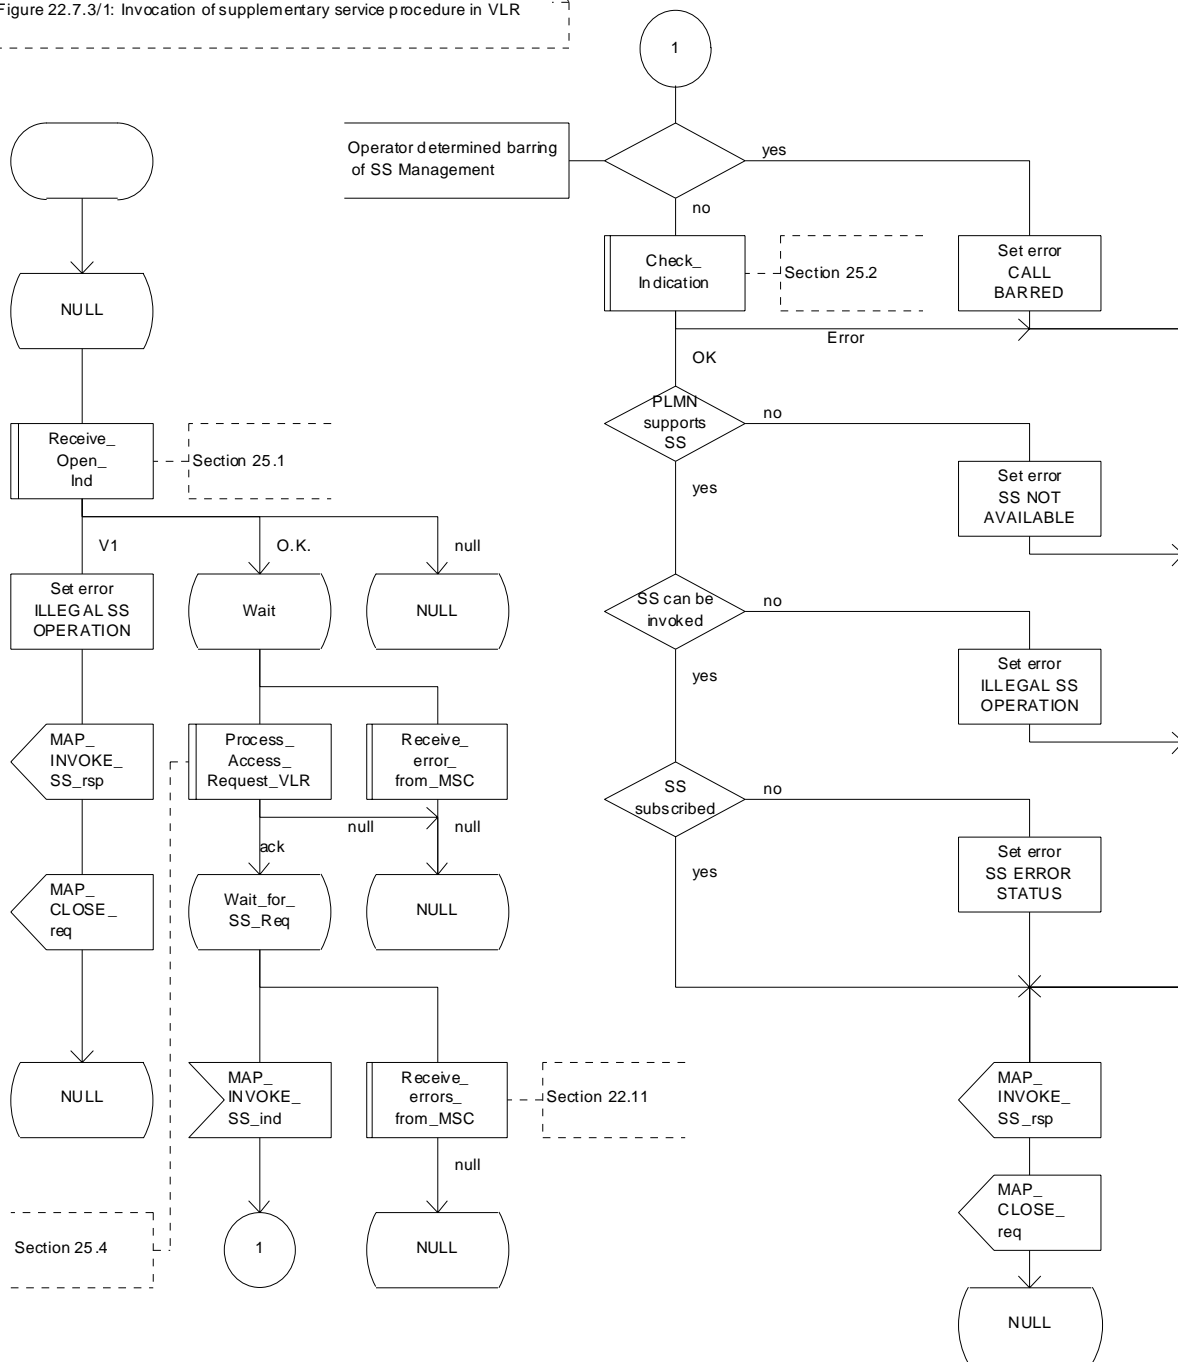 Figure 22.7.3/1: Invocation of supplementary service procedure in VLR
NULL
Receive_
Open_
Ind
Section 25.1
V1
O.K.
null
Set error
ILLEGAL SS
OPERATION
Wait
NULL
MAP_
INVOKE_
SS_rsp
Process_
Access_
Request_VLR
Receive_
error_
from_MSC
null
null
ack
MAP_
CLOSE_
req
Wait_for_
SS_Req
NULL
NULL
MAP_
INVOKE_
SS_ind
Receive_
errors_
from_MSC
Section 22.11
null
Section 25.4
1
NULL
1
Operator determined barring
of SS Management
yes
no
Check_
Indication
Section 25.2
Set error
CALL
BARRED
Error
OK
PLMN
supports
SS
no
yes
Set error
SS NOT
AVAILABLE
SS can be
invoked
no
yes
Set error
ILLEGAL SS
OPERATION
SS
subscribed
no
yes
Set error
SS ERROR
STATUS
MAP_
INVOKE_
SS_rsp
MAP_
CLOSE_
req
NULL